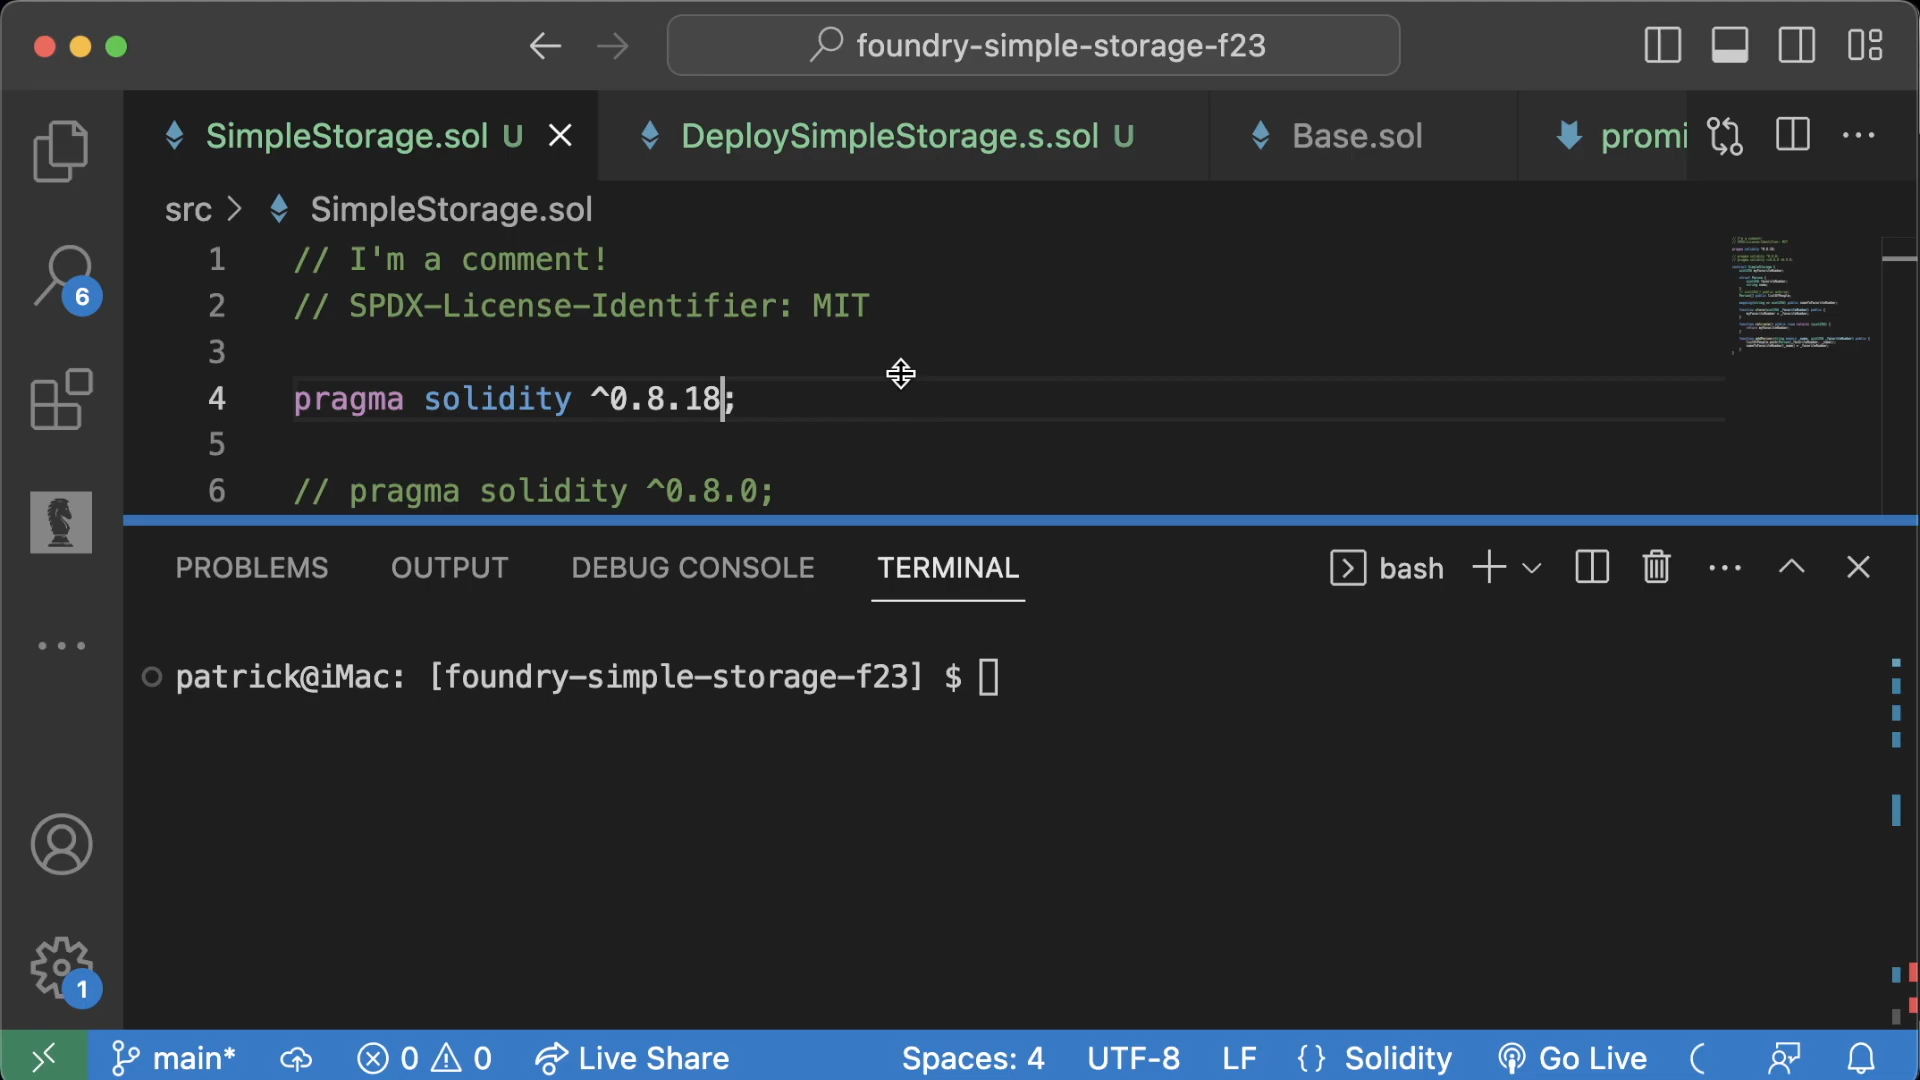 foundry-simple-storage-f23
SimpleStorage.sol U
DeploySimpleStorage.s.sol U
Base.sol
promi
src > SimpleStorage.sol
1 // I'm a comment!
2 // SPDX-License-Identifier: MIT
3
4 pragma solidity ^0.8.18;
5
6 // pragma solidity ^0.8.0;
6
PROBLEMS OUTPUT DEBUG CONSOLE TERMINAL bash
patrick@iMac: [foundry-simple-storage-f23] $
1
main* 0 0 Live Share Spaces: 4 UTF-8 LF {} Solidity Go Live